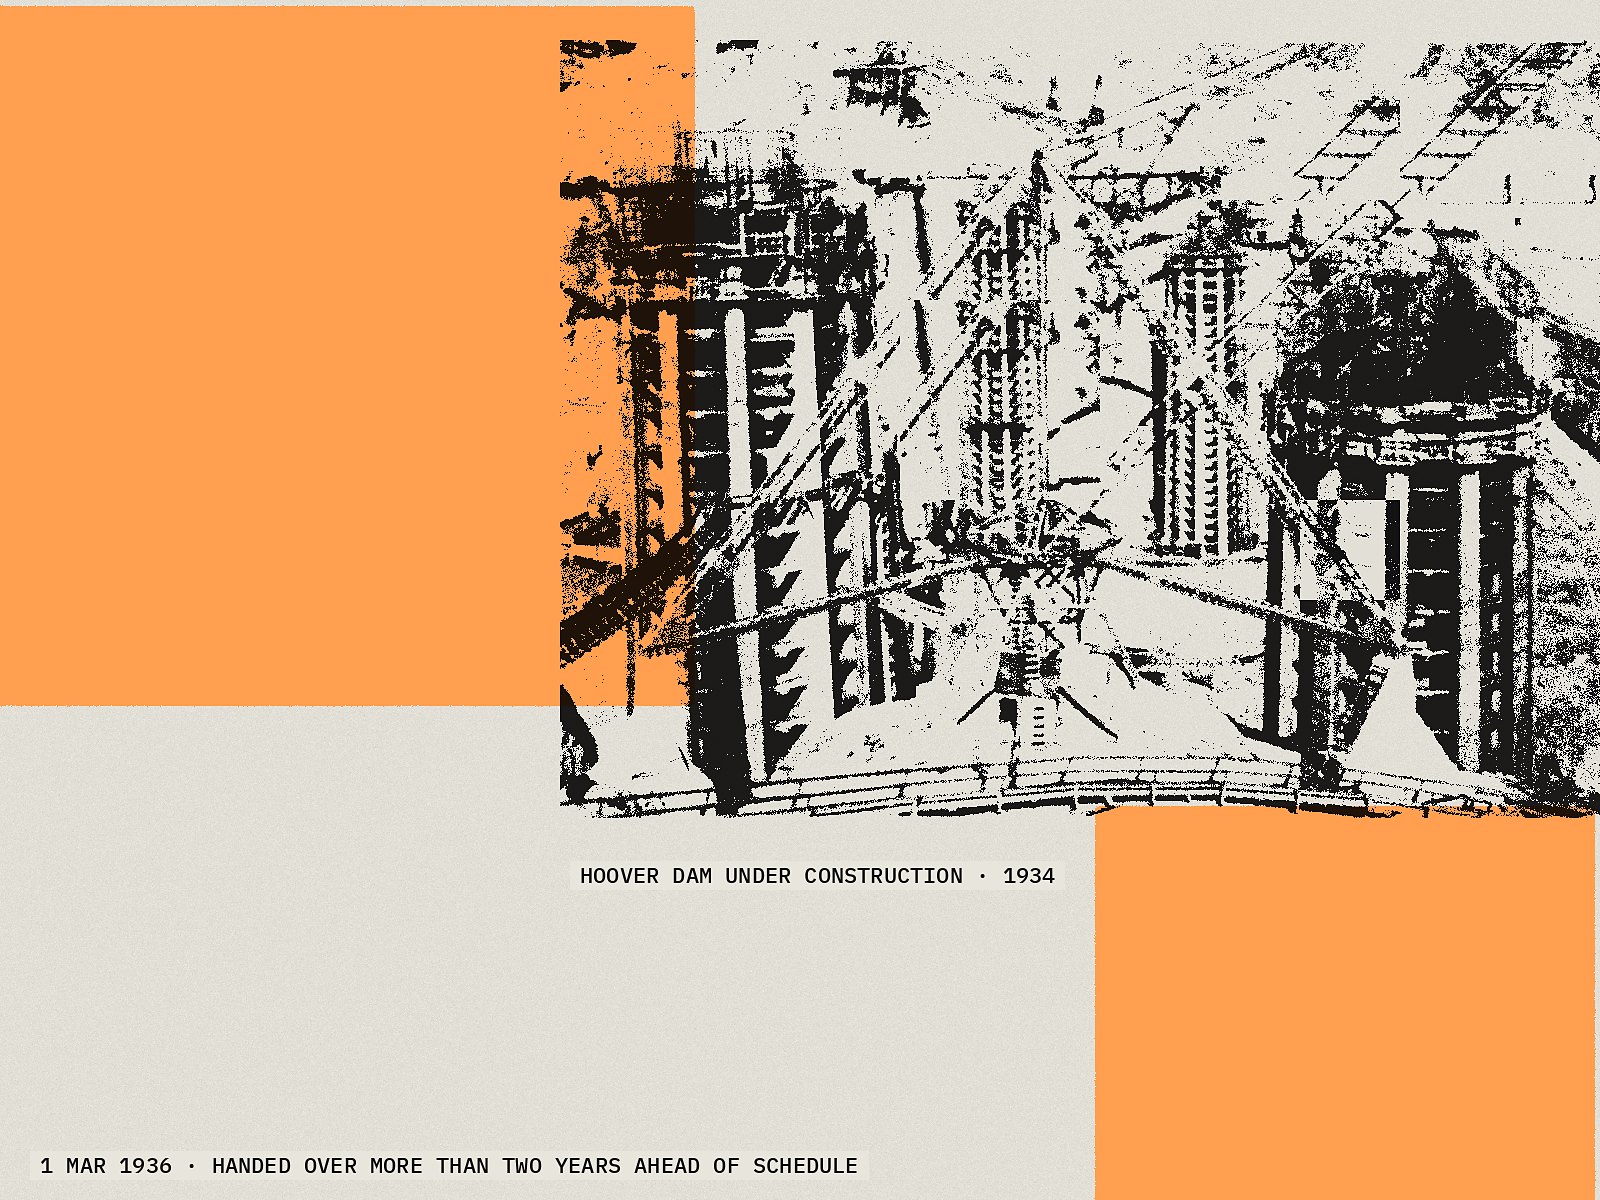 HOOVER DAM UNDER CONSTRUCTION · 1934
1 MAR 1936 · HANDED OVER MORE THAN TWO YEARS AHEAD OF SCHEDULE